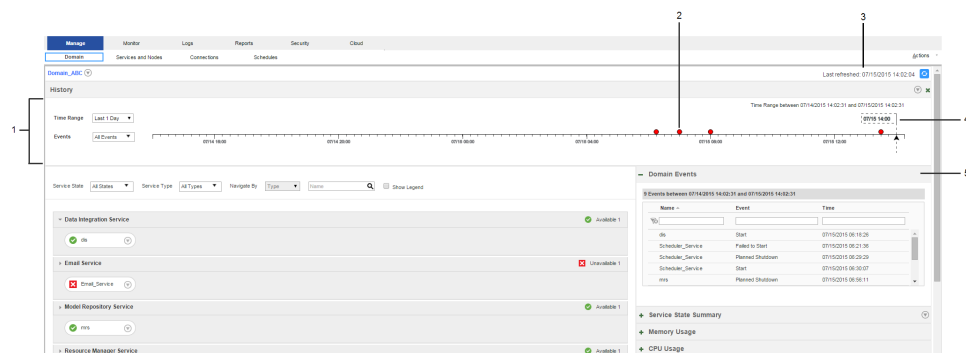 2
3
Manage Monitor Logs Reports Security Cloud
Domain Services and Nodes Connections Schedules Actions
Domain_ABC Last refreshed: 07/15/2015 14:02:04
History
Time Range between 07/14/2015 14:02:31 and 07/15/2015 14:02:31
1
Time Range Last 1 Day 07/15 14:00 4
Events All Events
07/14 16:00 07/14 20:00 07/15 00:00 07/15 04:00 07/15 08:00 07/15 12:00
Domain Events 5
Service State All States Service Type All Types Navigate By Type Name Show Legend
9 Events between 07/14/2015 14:02:31 and 07/15/2015 14:02:31
Name Event Time
Data Integration Service Available 1
dis
dis Start 07/15/2015 06:18:26
Scheduler_Service Failed to Start 07/15/2015 06:21:36
Scheduler_Service Planned Shutdown 07/15/2015 06:29:29
Scheduler_Service Start 07/15/2015 06:30:07
mrs Planned Shutdown 07/15/2015 06:56:11
Email Service Unavailable 1
Email_Service
Model Repository Service Available 1
mrs
Service State Summary
Memory Usage
Resource Manager Service Available 1
CPU Usage